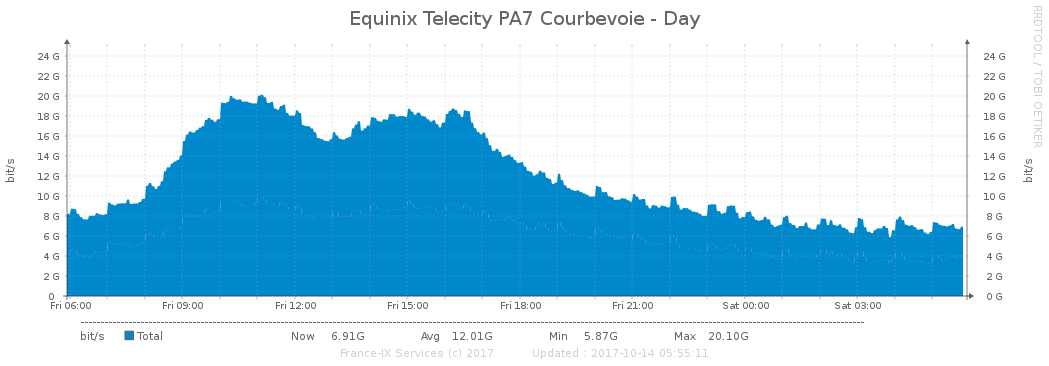 Equinix Telecity PA7 Courbevoie - Day
RRDTOOL / TOBI OETIKER
bit/s
24 G 24 G
22 G 22 G
20 G 20 G
18 G 18 G
16 G 16 G
14 G 14 G
12 G 12 G
10 G 10 G
8 G 8 G
6 G 6 G
4 G 4 G
2 G 2 G
0 0 G
bit/s
Fri 06:00 Fri 09:00 Fri 12:00 Fri 15:00 Fri 18:00 Fri 21:00 Sat 00:00 Sat 03:00
bit/s Total Now 6.91G Avg 12.01G Min 5.87G Max 20.10G
France-IX Services (c) 2017 Updated : 2017-10-14 05:55:11